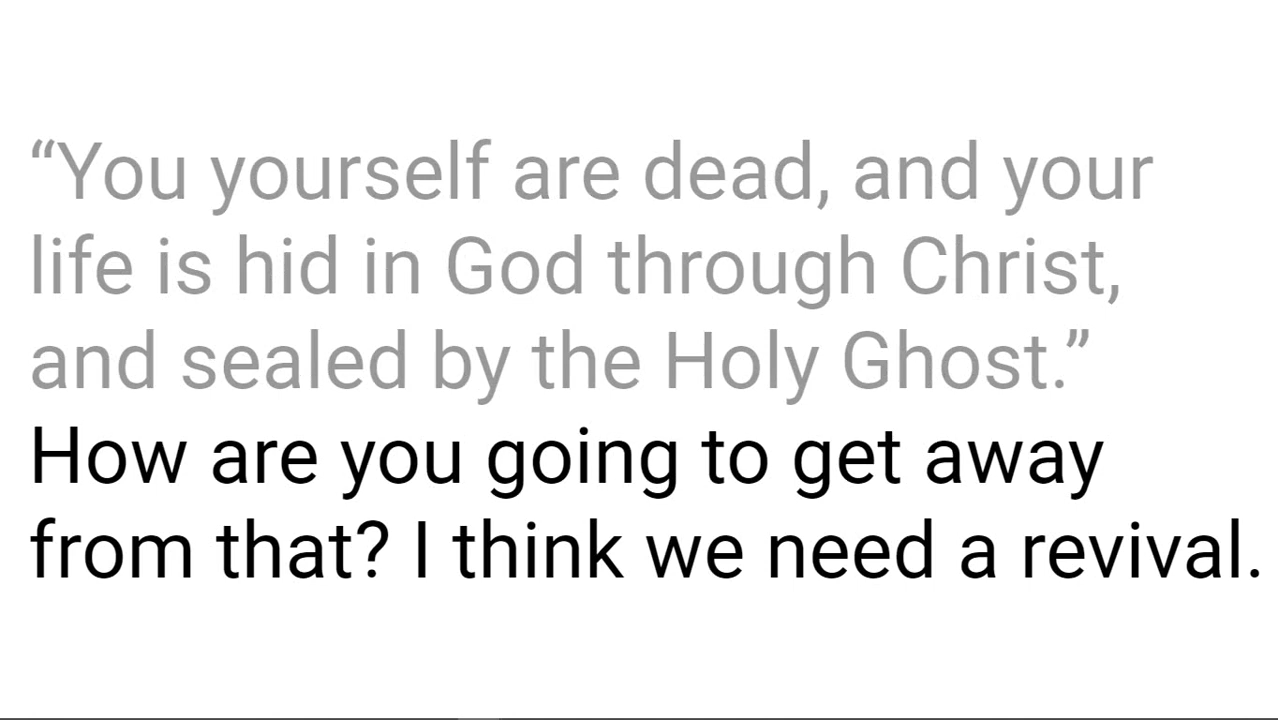 “You yourself are dead, and your
life is hid in God through Christ,
and sealed by the Holy Ghost.”
How are you going to get away
from that? I think we need a revival.